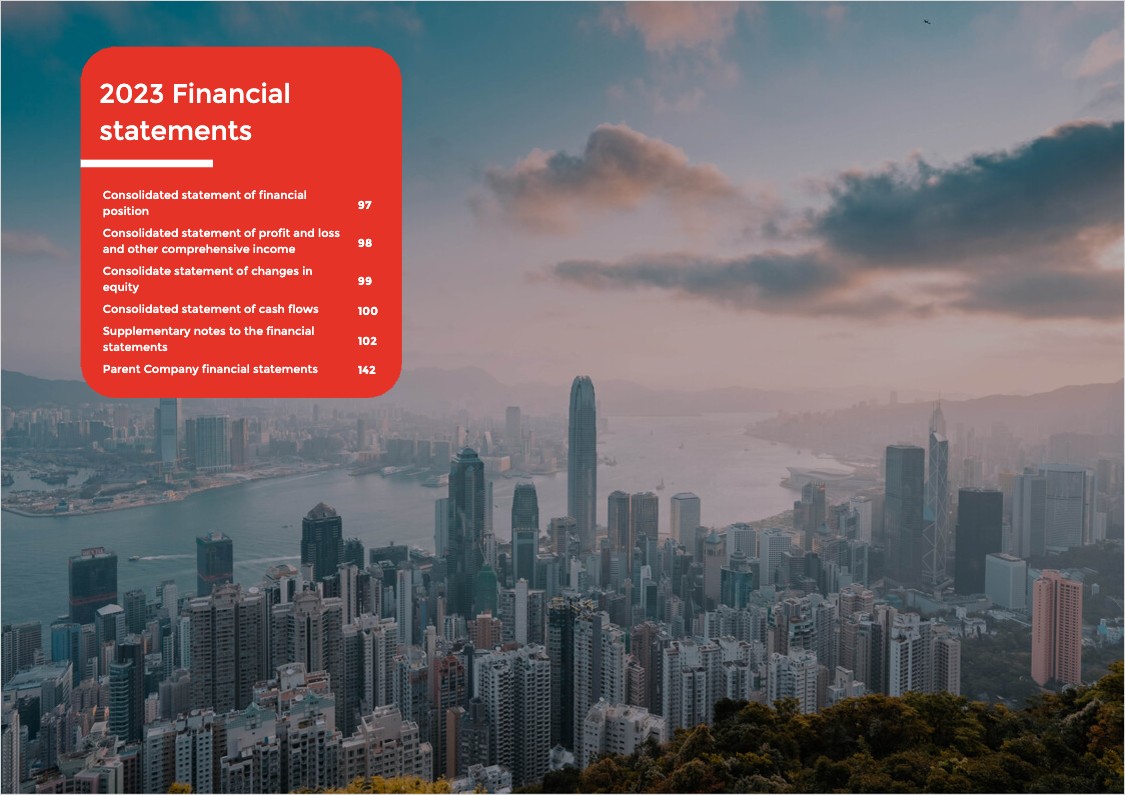 2023 Financial
statements
Consolidated statement of financial
position 97
Consolidated statement of profit and loss
and other comprehensive income 98
Consolidate statement of changes in
equity 99
Consolidated statement of cash flows 100
Supplementary notes to the financial
statements 102
Parent Company financial statements 142